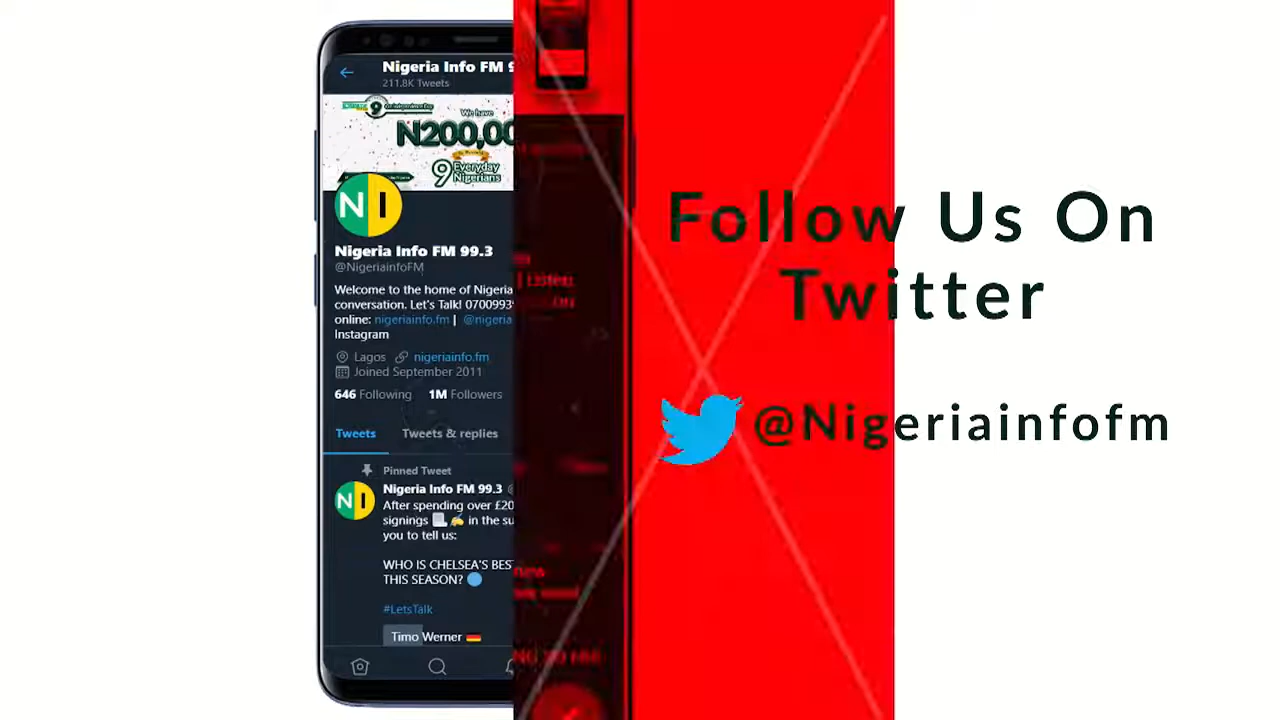 Nigeria Info FM 9
211.8K Tweets
We have
N200,00
9 Everyday
Nigerians
NI
Nigeria Info FM 99.3
@NigeriainfoFM
Welcome to the home of Nigeria
conversation. Let's Talk! 0700993
| Listen
online: nigeriainfo.fm | @nigeria
Instagram
Lagos nigeriainfo.fm
Joined September 2011
646 Following 1M Followers
Tweets Tweets & replies
Pinned Tweet
NI
Nigeria Info FM 99.3
After spending over £20
signings in the su
you to tell us:
WHO IS CHELSEA'S BES
THIS SEASON?
#LetsTalk
Timo Werner
Follow Us On
Twitter
@Nigeriainfofm